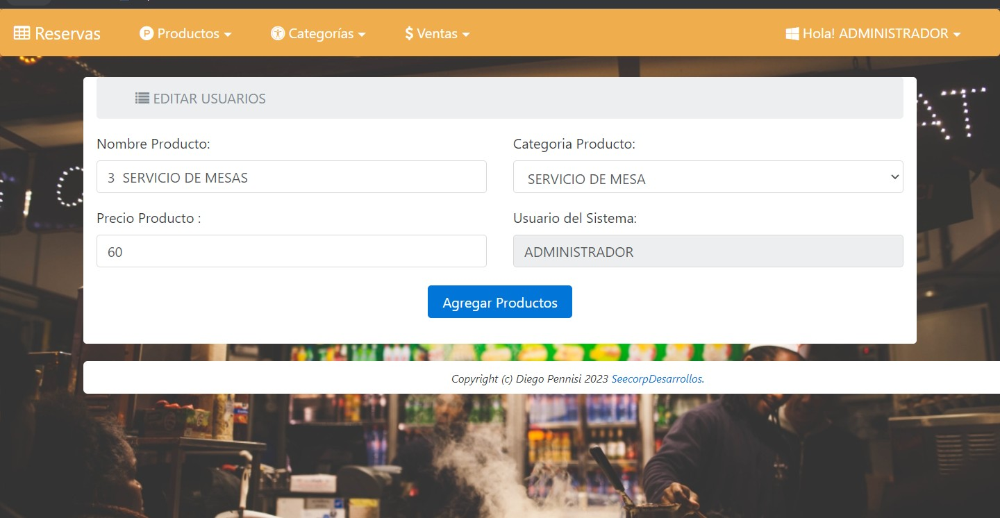 Reservas
Productos
Categorías
Ventas
Hola! ADMINISTRADOR
EDITAR USUARIOS
Nombre Producto:
Categoria Producto:
3  SERVICIO DE MESAS
SERVICIO DE MESA
Precio Producto :
Usuario del Sistema:
60
ADMINISTRADOR
Agregar Productos
Copyright (c) Diego Pennisi 2023 SeecorpDesarrollos.